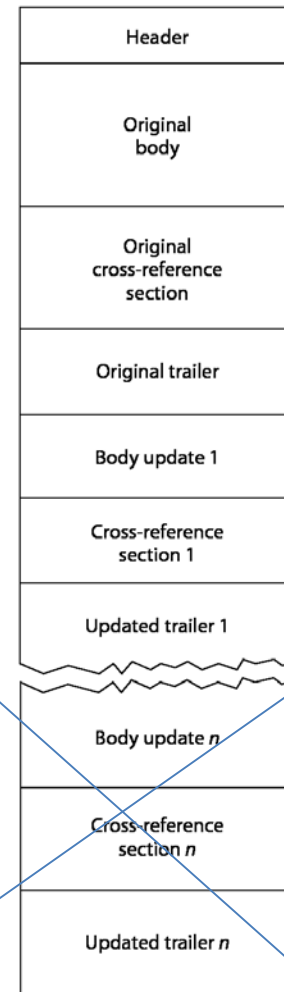 Header
Original
body
Original
cross-reference
section
Original trailer
Body update 1
Cross-reference
section 1
Updated trailer 1
Body update n
Cross-reference
section n
Updated trailer n